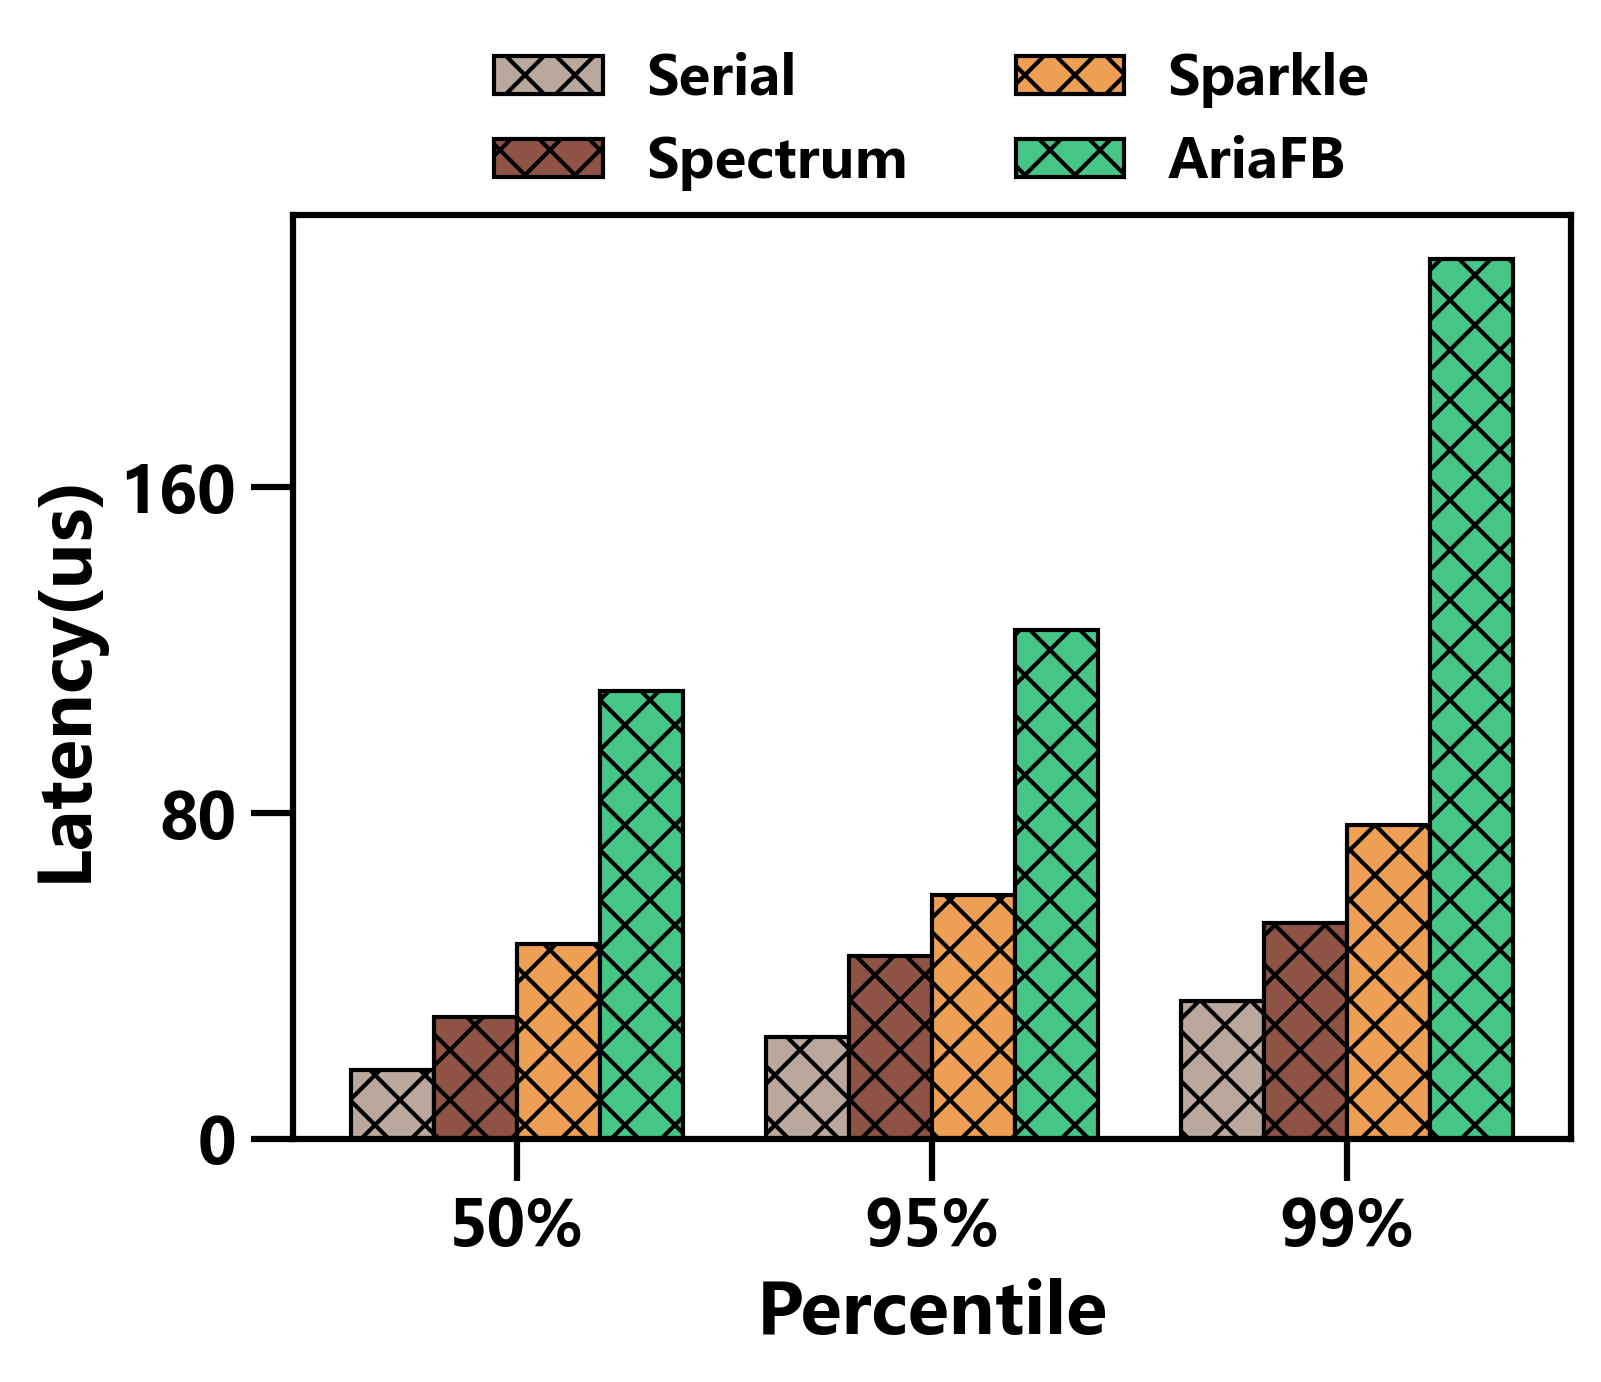 Serial
Sparkle
Spectrum
AriaFB
Latency(us)
160
80
0
50%
95%
99%
Percentile